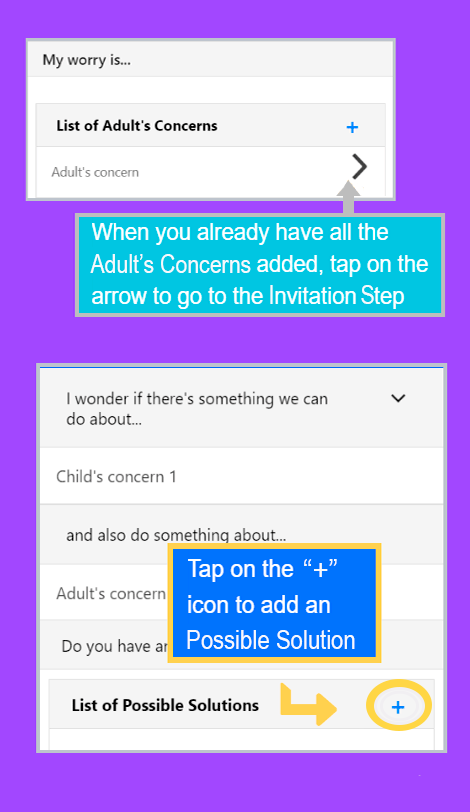 My worry is...
List of Adult's Concerns +
Adult's concern
When you already have all the
Adult's Concerns added, tap on the
arrow to go to the Invitation Step
I wonder if there's something we can
do about...
Child's concern 1
and also do something about...
Tap on the “+”
icon to add an
Possible Solution
Adult's concern
Do you have
List of Possible Solutions +